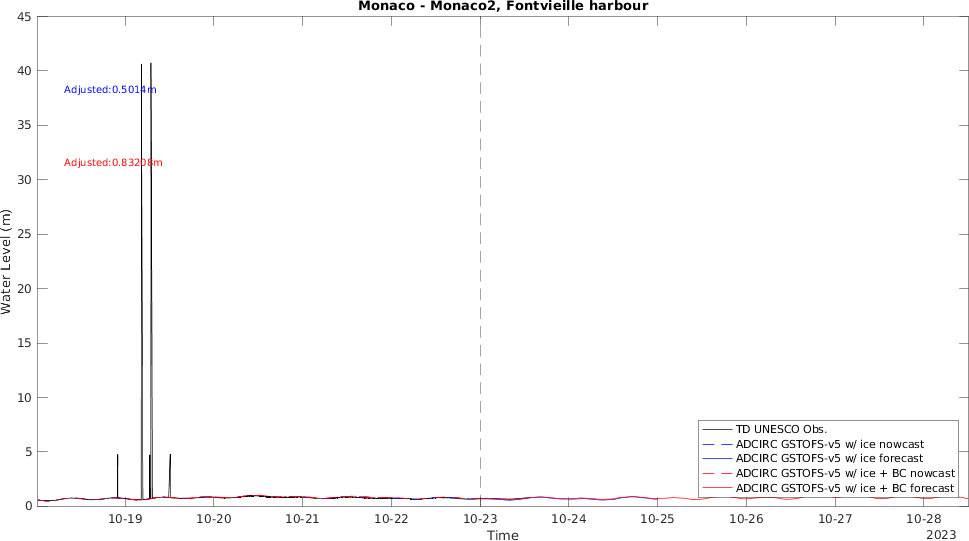 Monaco - Monaco2, Fontvieille harbour
45
40
35
30
25
20
15
10
5
0
Water Level (m)
Adjusted:0.5014m
Adjusted:0.83208m
TD UNESCO Obs.
ADCIRC GSTOFS-v5 w/ ice nowcast
ADCIRC GSTOFS-v5 w/ ice forecast
ADCIRC GSTOFS-v5 w/ ice + BC nowcast
ADCIRC GSTOFS-v5 w/ ice + BC forecast
10-19 10-20 10-21 10-22 10-23 10-24 10-25 10-26 10-27 10-28
Time
2023